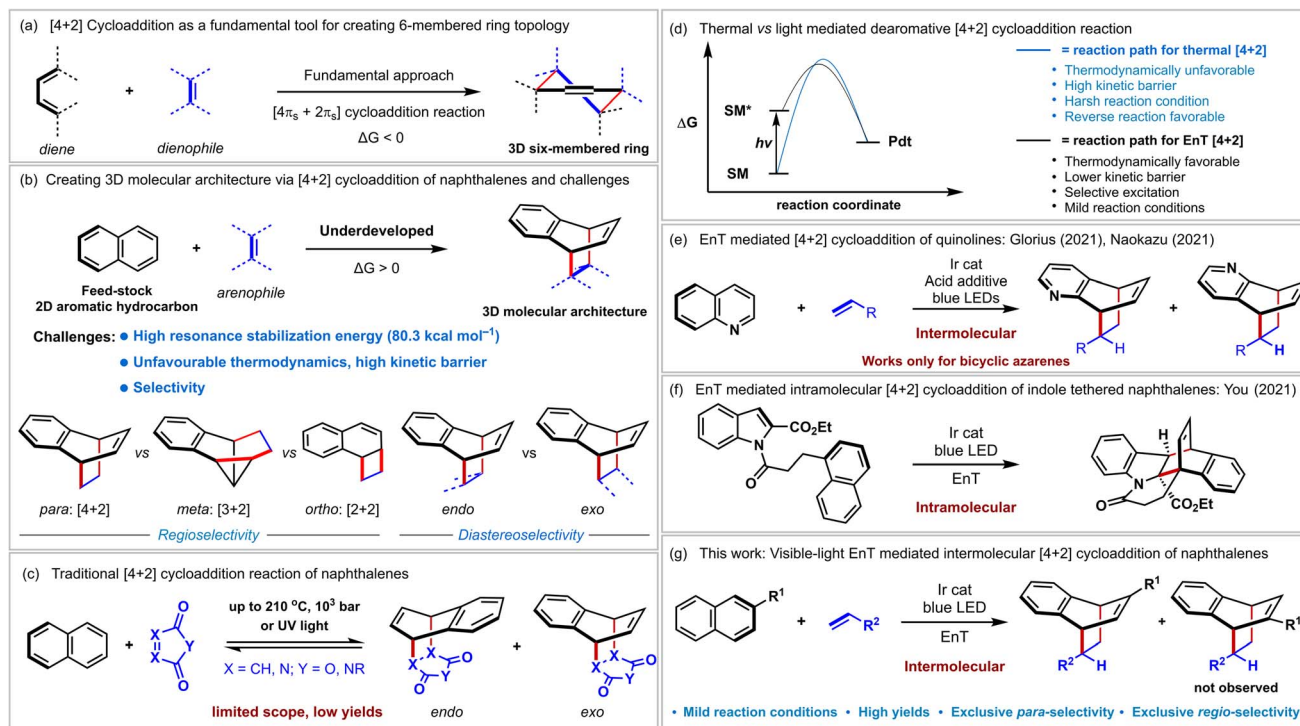 (a) [4+2] Cycloaddition as a fundamental tool for creating 6-membered ring topology
diene
+
dienophile
Fundamental approach
[4πs + 2πs] cycloaddition reaction
ΔG < 0
3D six-membered ring
(b) Creating 3D molecular architecture via [4+2] cycloaddition of naphthalenes and challenges
Feed-stock
2D aromatic hydrocarbon
+
arenophile
Underdeveloped
ΔG > 0
3D molecular architecture
Challenges: ● High resonance stabilization energy (80.3 kcal mol–1)
● Unfavourable thermodynamics, high kinetic barrier
● Selectivity
vs vs vs
para: [4+2] meta: [3+2] ortho: [2+2] endo exo
Regioselectivity Diastereoselectivity
(c) Traditional [4+2] cycloaddition reaction of naphthalenes
+
O
X
X
Y
O
up to 210 °C, 10³ bar
or UV light
X = CH, N; Y = O, NR
limited scope, low yields
X
X
O
Y
O
endo
+
X
X
O
Y
O
exo
(d) Thermal vs light mediated dearomative [4+2] cycloaddition reaction
ΔG
SM*
hv
SM
Pdt
reaction coordinate
= reaction path for thermal [4+2]
• Thermodynamically unfavorable
• High kinetic barrier
• Harsh reaction condition
• Reverse reaction favorable
= reaction path for EnT [4+2]
• Thermodynamically favorable
• Lower kinetic barrier
• Selective excitation
• Mild reaction conditions
(e) EnT mediated [4+2] cycloaddition of quinolines: Glorius (2021), Naokazu (2021)
N
+
R
Ir cat
Acid additive
blue LEDs
Intermolecular
Works only for bicyclic azarenes
N
R
H
+
N
R
H
(f) EnT mediated intramolecular [4+2] cycloaddition of indole tethered naphthalenes: You (2021)
CO2Et
N
O
Ir cat
blue LED
EnT
Intramolecular
H
N
O
CO2Et
(g) This work: Visible-light EnT mediated intermolecular [4+2] cycloaddition of naphthalenes
R1
+
R2
Ir cat
blue LED
EnT
Intermolecular
R1
R2
H
+
R1
R2
H
not observed
• Mild reaction conditions • High yields • Exclusive para-selectivity • Exclusive regio-selectivity